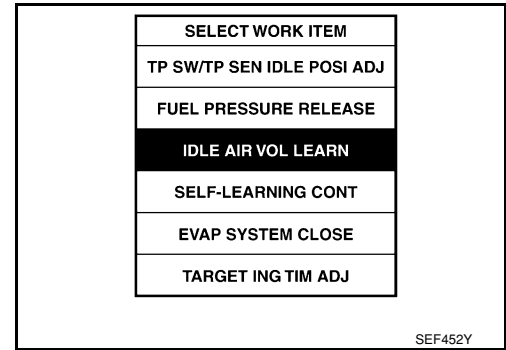 SELECT WORK ITEM
TP SW/TP SEN IDLE POSI ADJ
FUEL PRESSURE RELEASE
IDLE AIR VOL LEARN
SELF-LEARNING CONT
EVAP SYSTEM CLOSE
TARGET ING TIM ADJ
SEF452Y